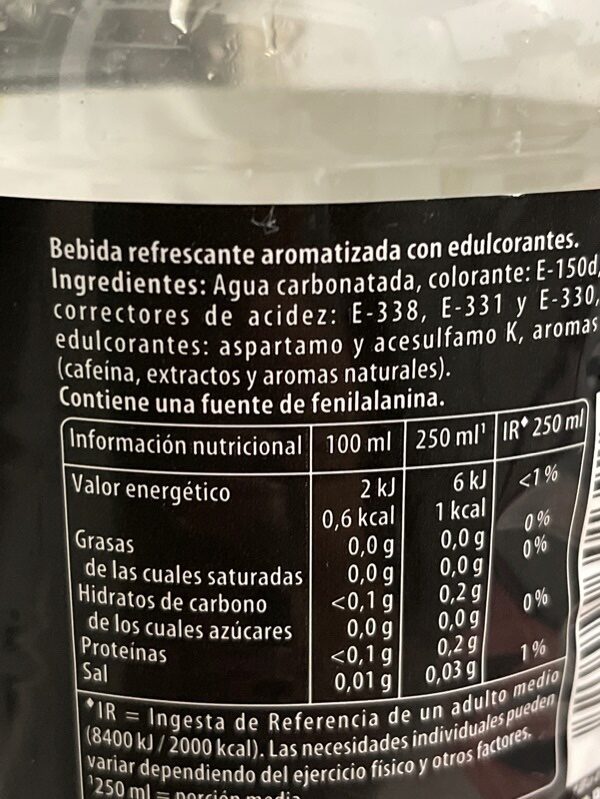 Bebida refrescante aromatizada con edulcorantes.
Ingredientes: Agua carbonatada, colorante: E-150d,
correctores de acidez: E-338, E-331 y E-330,
edulcorantes: aspartamo y acesulfamo K, aromas
(cafeína, extractos y aromas naturales).
Contiene una fuente de fenilalanina.
Información nutricional 100 ml 250 ml¹ IR♦ 250 ml
Valor energético 2 kJ 6 kJ <1%
0,6 kcal 1 kcal
Grasas 0,0 g 0,0 g 0%
de las cuales saturadas 0,0 g 0,0 g 0%
Hidratos de carbono <0,1 g 0,2 g 0%
de los cuales azúcares 0,0 g 0,0 g
Proteínas <0,1 g 0,2 g
Sal 0,01 g 0,03 g 1%
♦IR = Ingesta de Referencia de un adulto medio
(8400 kJ / 2000 kcal). Las necesidades individuales pueden
variar dependiendo del ejercicio físico y otros factores.
¹250 ml = porción media